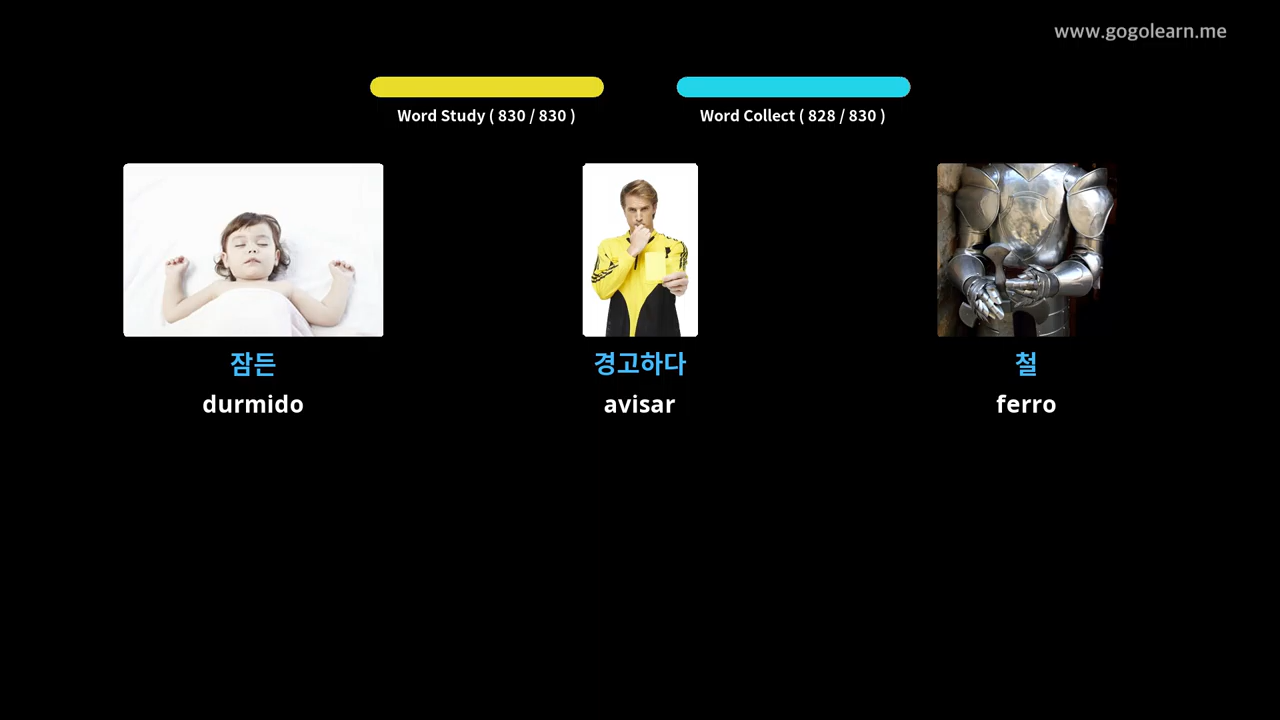 www.gogolearn.me
Word Study ( 830 / 830 )
Word Collect ( 828 / 830 )
잠든
durmido
경고하다
avisar
철
ferro